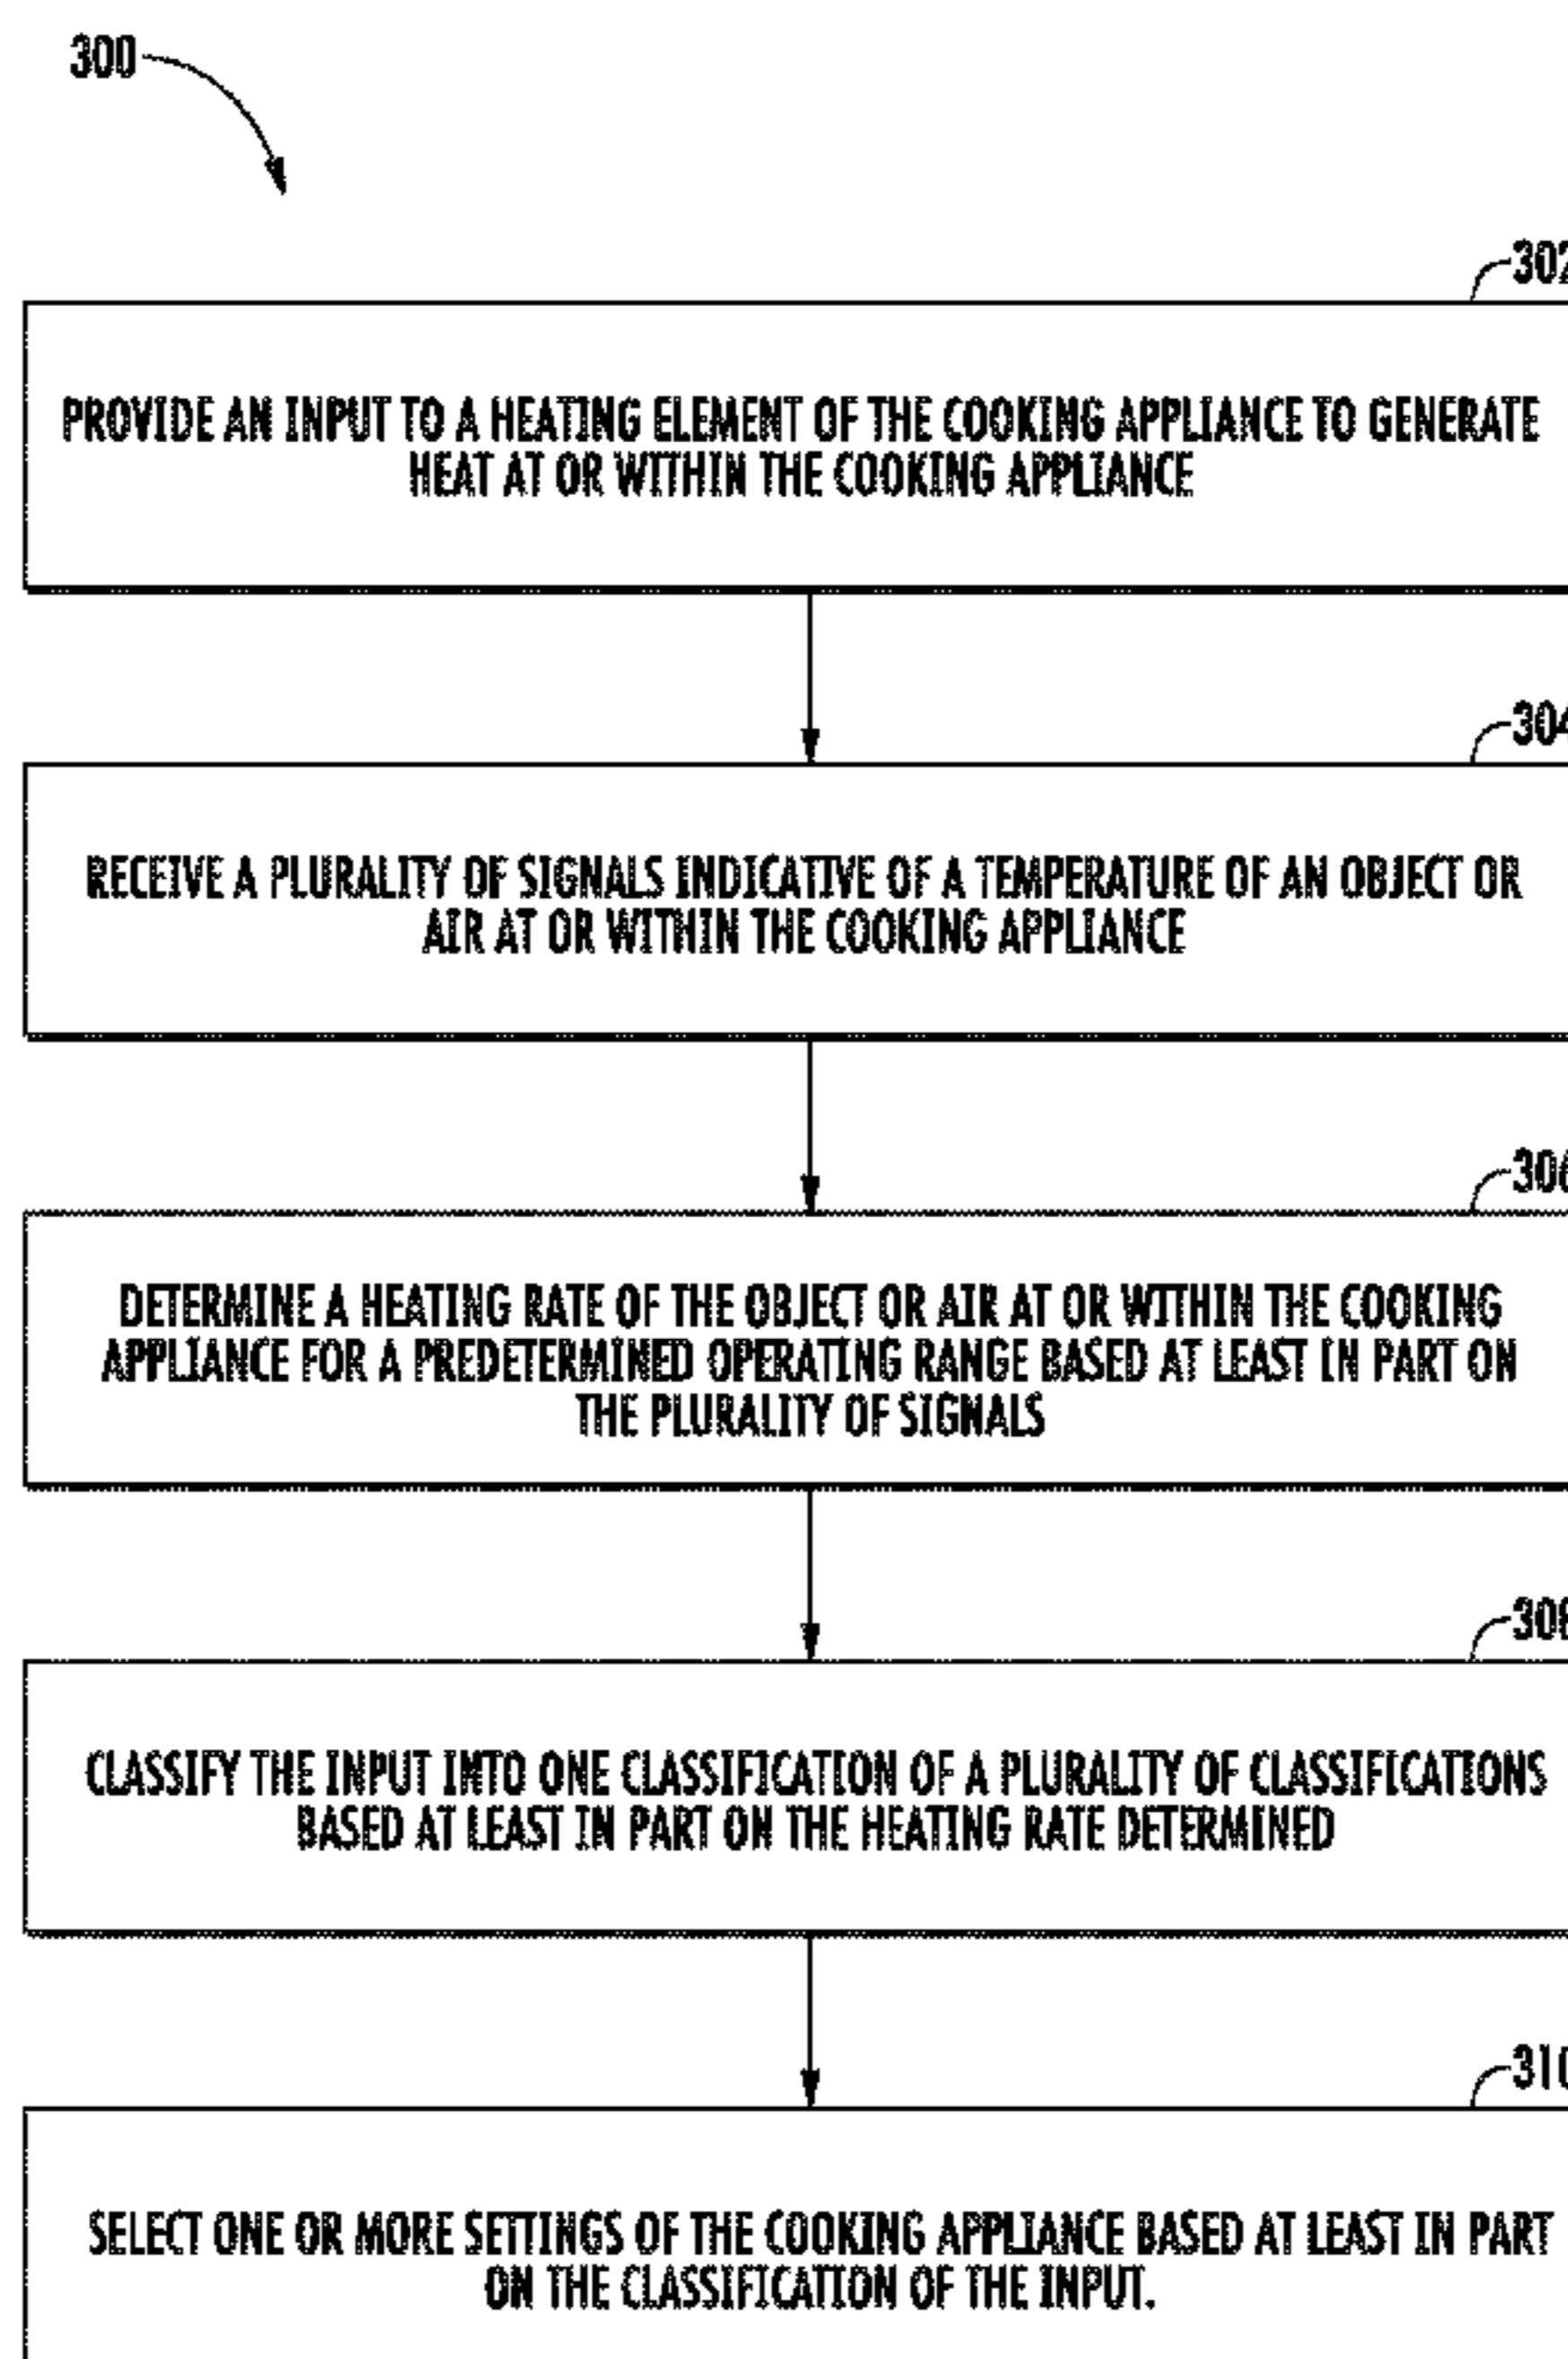 300
302
PROVIDE AN INPUT TO A HEATING ELEMENT OF THE COOKING APPLIANCE TO GENERATE
HEAT AT OR WITHIN THE COOKING APPLIANCE
304
RECEIVE A PLURALITY OF SIGNALS INDICATIVE OF A TEMPERATURE OF AN OBJECT OR
AIR AT OR WITHIN THE COOKING APPLIANCE
306
DETERMINE A HEATING RATE OF THE OBJECT OR AIR AT OR WITHIN THE COOKING
APPLIANCE FOR A PREDETERMINED OPERATING RANGE BASED AT LEAST IN PART ON
THE PLURALITY OF SIGNALS
308
CLASSIFY THE INPUT INTO ONE CLASSIFICATION OF A PLURALITY OF CLASSIFICATIONS
BASED AT LEAST IN PART ON THE HEATING RATE DETERMINED
310
SELECT ONE OR MORE SETTINGS OF THE COOKING APPLIANCE BASED AT LEAST IN PART
ON THE CLASSIFICATION OF THE INPUT.